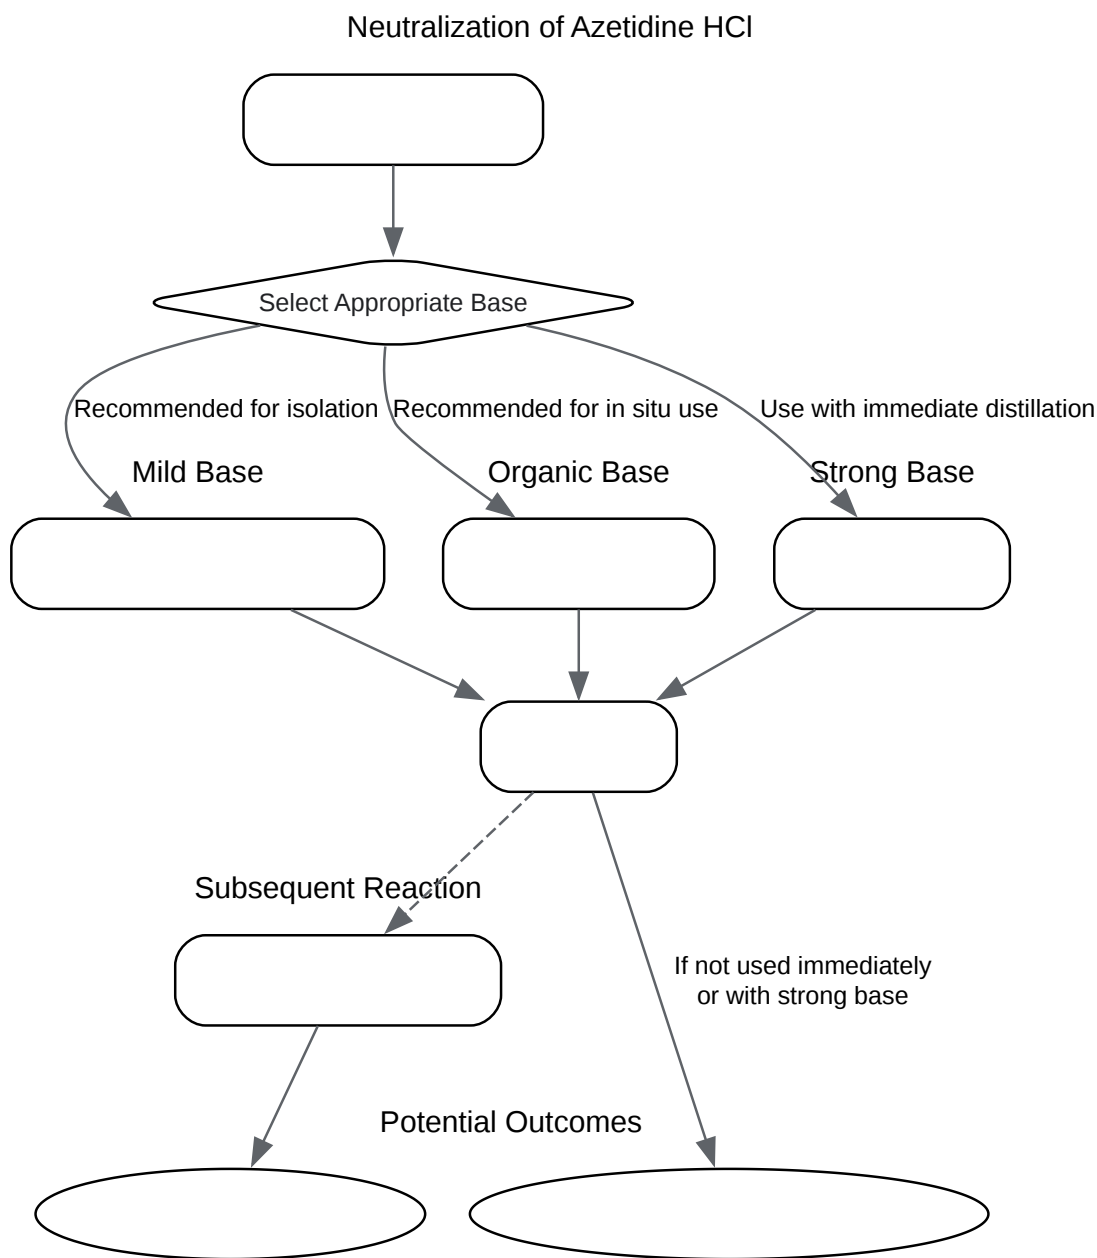 Neutralization of Azetidine HCl
Select Appropriate Base
Recommended for isolation
Recommended for in situ use
Use with immediate distillation
Mild Base
Organic Base
Strong Base
Subsequent Reaction
If not used immediately
or with strong base
Potential Outcomes